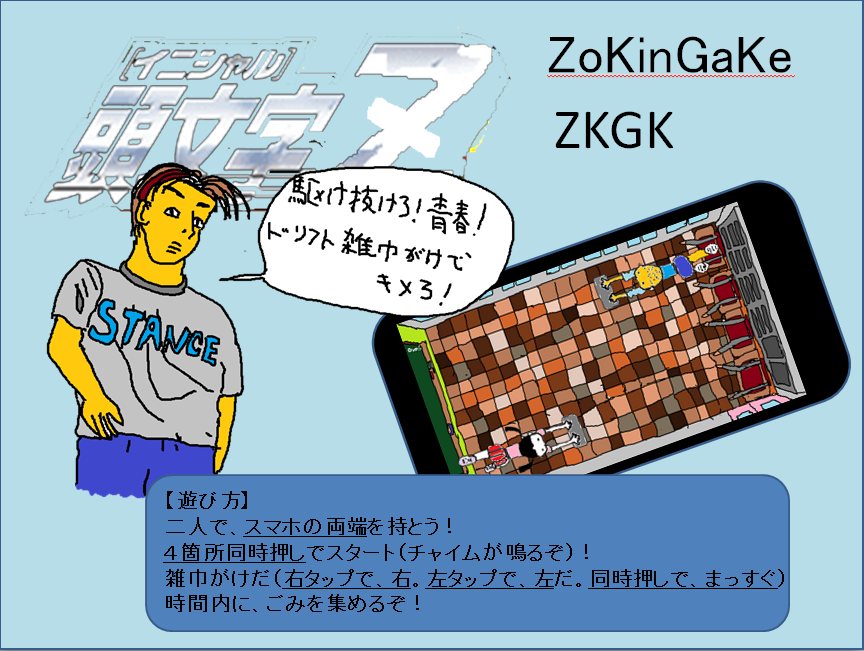 [イニシャル]
頭文字Z
ZoKinGaKe
ZKGK
駆け抜けろ！青春！
ドリフト雑巾がけで
キメろ！
STANCE
【遊び方】
二人で、スマホの両端を持とう！
４箇所同時押しでスタート（チャイムが鳴るぞ）！
雑巾がけだ（右タップで、右。左タップで、左だ。同時押しで、まっすぐ）
時間内に、ごみを集めるぞ！